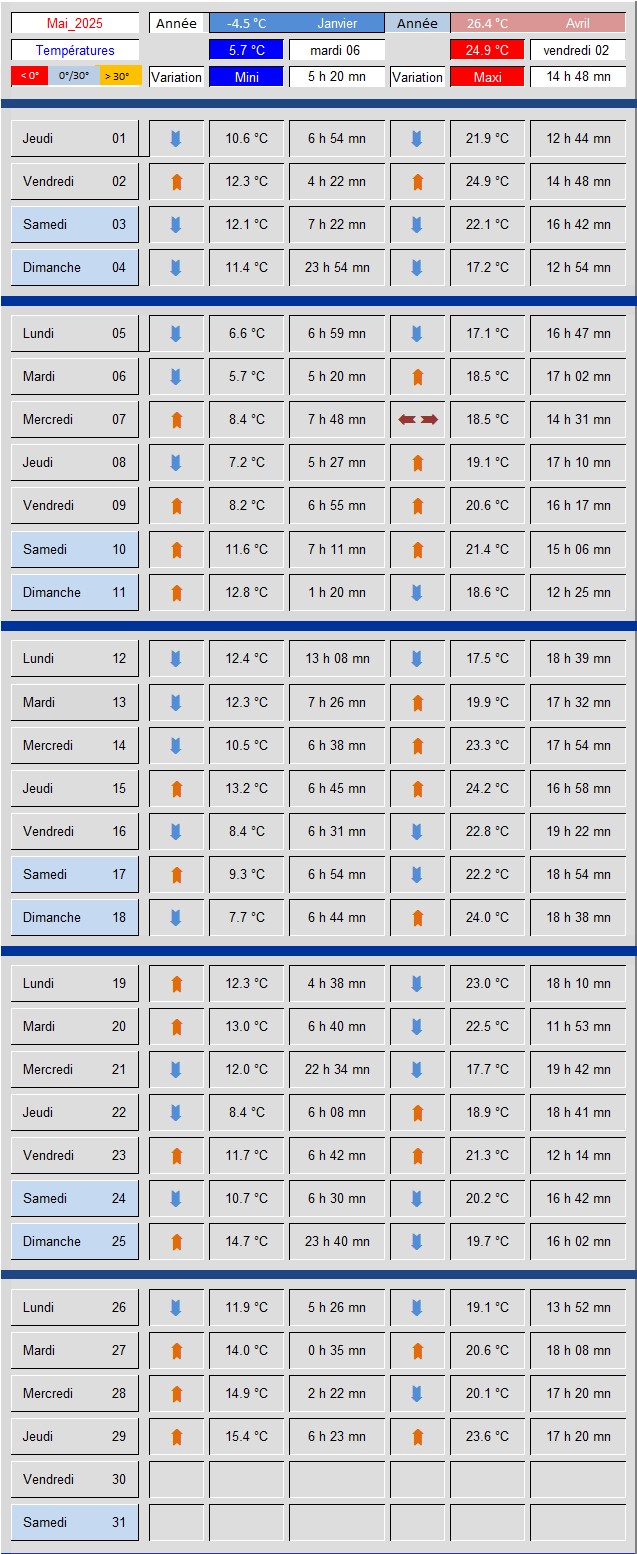 Mai_2025 Année -4.5 °C Janvier Année 26.4 °C Avril
Températures 5.7 °C mardi 06 24.9 °C vendredi 02
< 0° 0°/30° > 30° Variation Mini 5 h 20 mn Variation Maxi 14 h 48 mn
Jeudi 01 10.6 °C 6 h 54 mn 21.9 °C 12 h 44 mn
Vendredi 02 12.3 °C 4 h 22 mn 24.9 °C 14 h 48 mn
Samedi 03 12.1 °C 7 h 22 mn 22.1 °C 16 h 42 mn
Dimanche 04 11.4 °C 23 h 54 mn 17.2 °C 12 h 54 mn
Lundi 05 6.6 °C 6 h 59 mn 17.1 °C 16 h 47 mn
Mardi 06 5.7 °C 5 h 20 mn 18.5 °C 17 h 02 mn
Mercredi 07 8.4 °C 7 h 48 mn 18.5 °C 14 h 31 mn
Jeudi 08 7.2 °C 5 h 27 mn 19.1 °C 17 h 10 mn
Vendredi 09 8.2 °C 6 h 55 mn 20.6 °C 16 h 17 mn
Samedi 10 11.6 °C 7 h 11 mn 21.4 °C 15 h 06 mn
Dimanche 11 12.8 °C 1 h 20 mn 18.6 °C 12 h 25 mn
Lundi 12 12.4 °C 13 h 08 mn 17.5 °C 18 h 39 mn
Mardi 13 12.3 °C 7 h 26 mn 19.9 °C 17 h 32 mn
Mercredi 14 10.5 °C 6 h 38 mn 23.3 °C 17 h 54 mn
Jeudi 15 13.2 °C 6 h 45 mn 24.2 °C 16 h 58 mn
Vendredi 16 8.4 °C 6 h 31 mn 22.8 °C 19 h 22 mn
Samedi 17 9.3 °C 6 h 54 mn 22.2 °C 18 h 54 mn
Dimanche 18 7.7 °C 6 h 44 mn 24.0 °C 18 h 38 mn
Lundi 19 12.3 °C 4 h 38 mn 23.0 °C 18 h 10 mn
Mardi 20 13.0 °C 6 h 40 mn 22.5 °C 11 h 53 mn
Mercredi 21 12.0 °C 22 h 34 mn 17.7 °C 19 h 42 mn
Jeudi 22 8.4 °C 6 h 08 mn 18.9 °C 18 h 41 mn
Vendredi 23 11.7 °C 6 h 42 mn 21.3 °C 12 h 14 mn
Samedi 24 10.7 °C 6 h 30 mn 20.2 °C 16 h 42 mn
Dimanche 25 14.7 °C 23 h 40 mn 19.7 °C 16 h 02 mn
Lundi 26 11.9 °C 5 h 26 mn 19.1 °C 13 h 52 mn
Mardi 27 14.0 °C 0 h 35 mn 20.6 °C 18 h 08 mn
Mercredi 28 14.9 °C 2 h 22 mn 20.1 °C 17 h 20 mn
Jeudi 29 15.4 °C 6 h 23 mn 23.6 °C 17 h 20 mn
Vendredi 30
Samedi 31